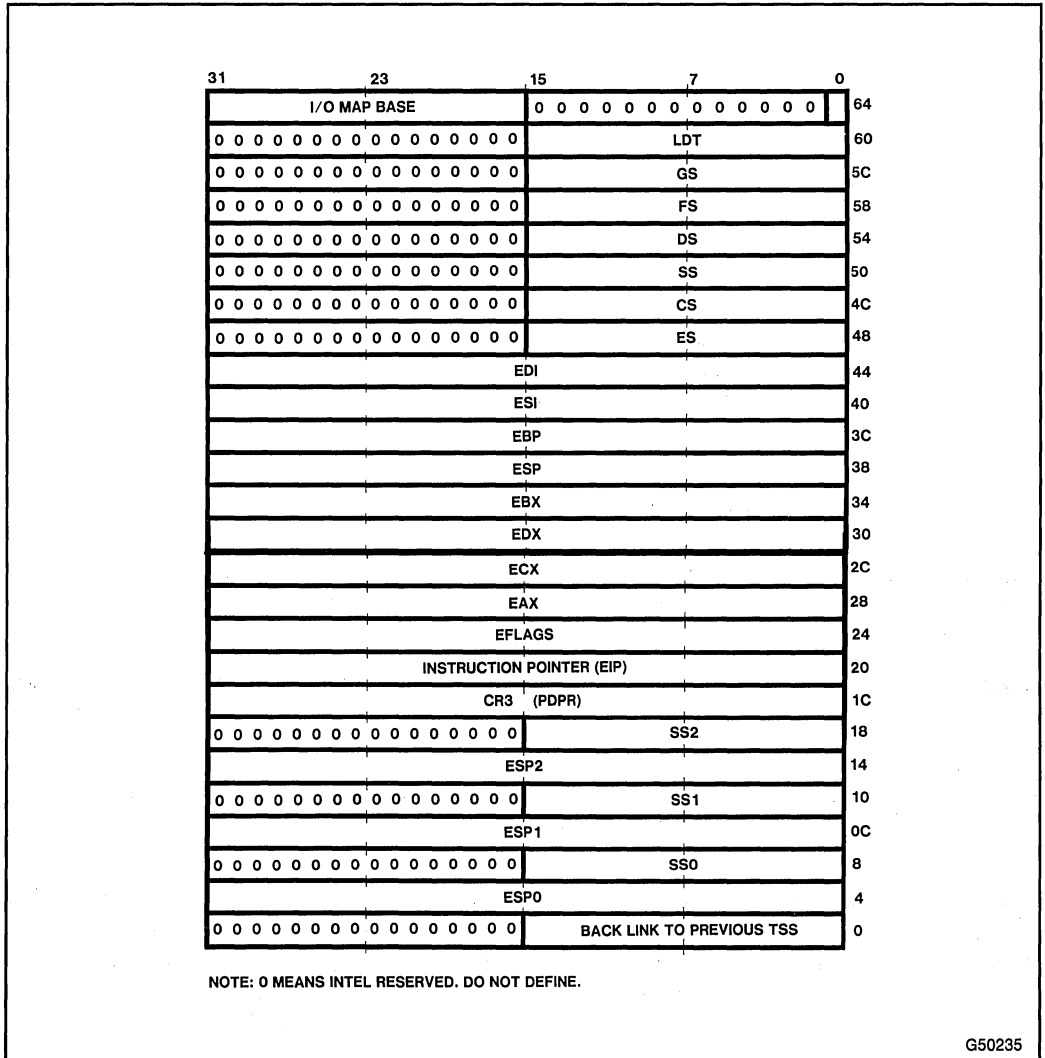 31 23 15 7 0
I/O MAP BASE 0 0 0 0 0 0 0 0 0 0 0 0 0 0 0 64
0 0 0 0 0 0 0 0 0 0 0 0 0 0 0 0 LDT 60
0 0 0 0 0 0 0 0 0 0 0 0 0 0 0 0 GS 5C
0 0 0 0 0 0 0 0 0 0 0 0 0 0 0 0 FS 58
0 0 0 0 0 0 0 0 0 0 0 0 0 0 0 0 DS 54
0 0 0 0 0 0 0 0 0 0 0 0 0 0 0 0 SS 50
0 0 0 0 0 0 0 0 0 0 0 0 0 0 0 0 CS 4C
0 0 0 0 0 0 0 0 0 0 0 0 0 0 0 0 ES 48
EDI 44
ESI 40
EBP 3C
ESP 38
EBX 34
EDX 30
ECX 2C
EAX 28
EFLAGS 24
INSTRUCTION POINTER (EIP) 20
CR3 (PDPR) 1C
0 0 0 0 0 0 0 0 0 0 0 0 0 0 0 0 SS2 18
ESP2 14
0 0 0 0 0 0 0 0 0 0 0 0 0 0 0 0 SS1 10
ESP1 0C
0 0 0 0 0 0 0 0 0 0 0 0 0 0 0 0 SS0 8
ESP0 4
0 0 0 0 0 0 0 0 0 0 0 0 0 0 0 0 BACK LINK TO PREVIOUS TSS 0
NOTE: 0 MEANS INTEL RESERVED. DO NOT DEFINE.
G50235